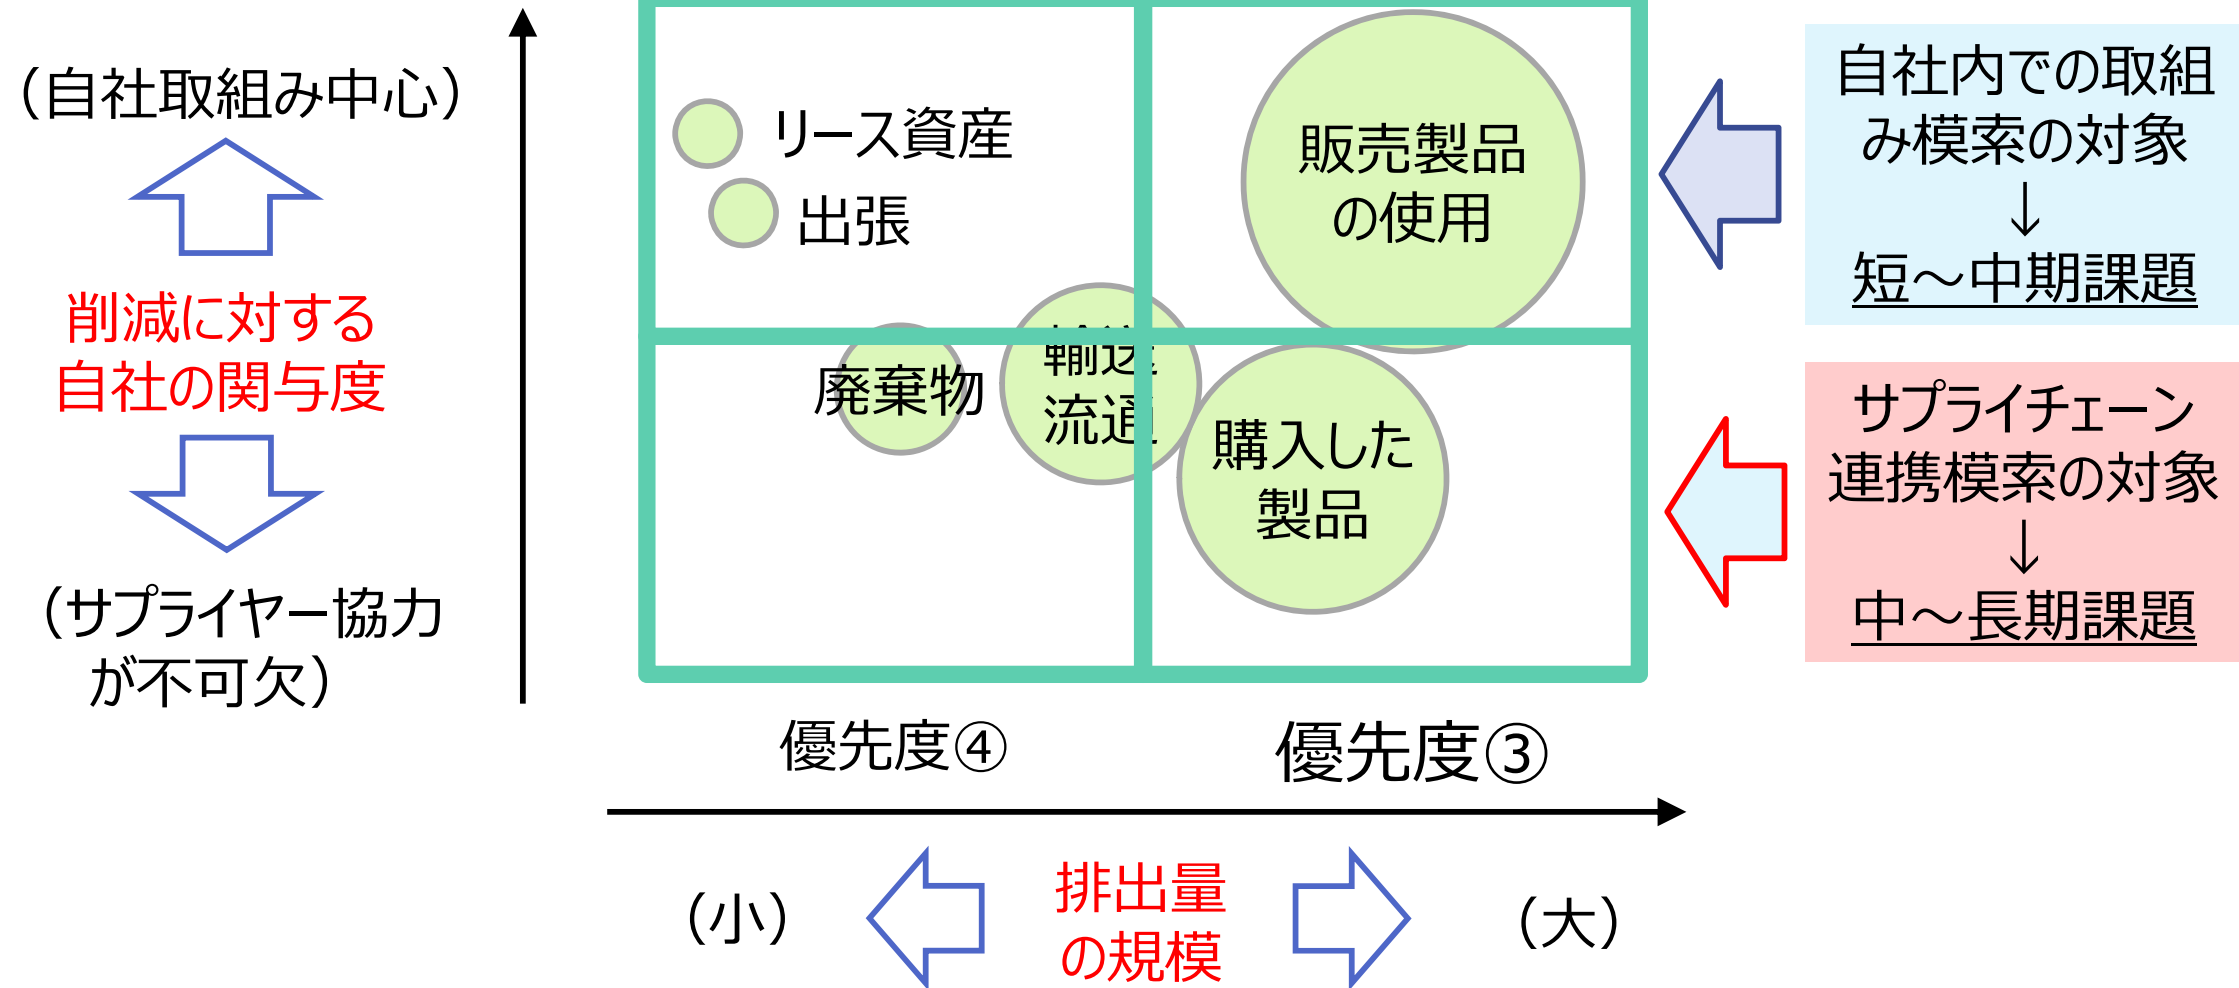 （自社取組み中心）
削減に対する
自社の関与度
（サプライヤー協力
が不可欠）
リース資産
出張
販売製品
の使用
廃棄物
輸送
流通
購入した
製品
優先度④
優先度③
（小）
排出量
の規模
（大）
自社内での取組
み模索の対象
↓
短～中期課題
サプライチェーン
連携模索の対象
↓
中～長期課題